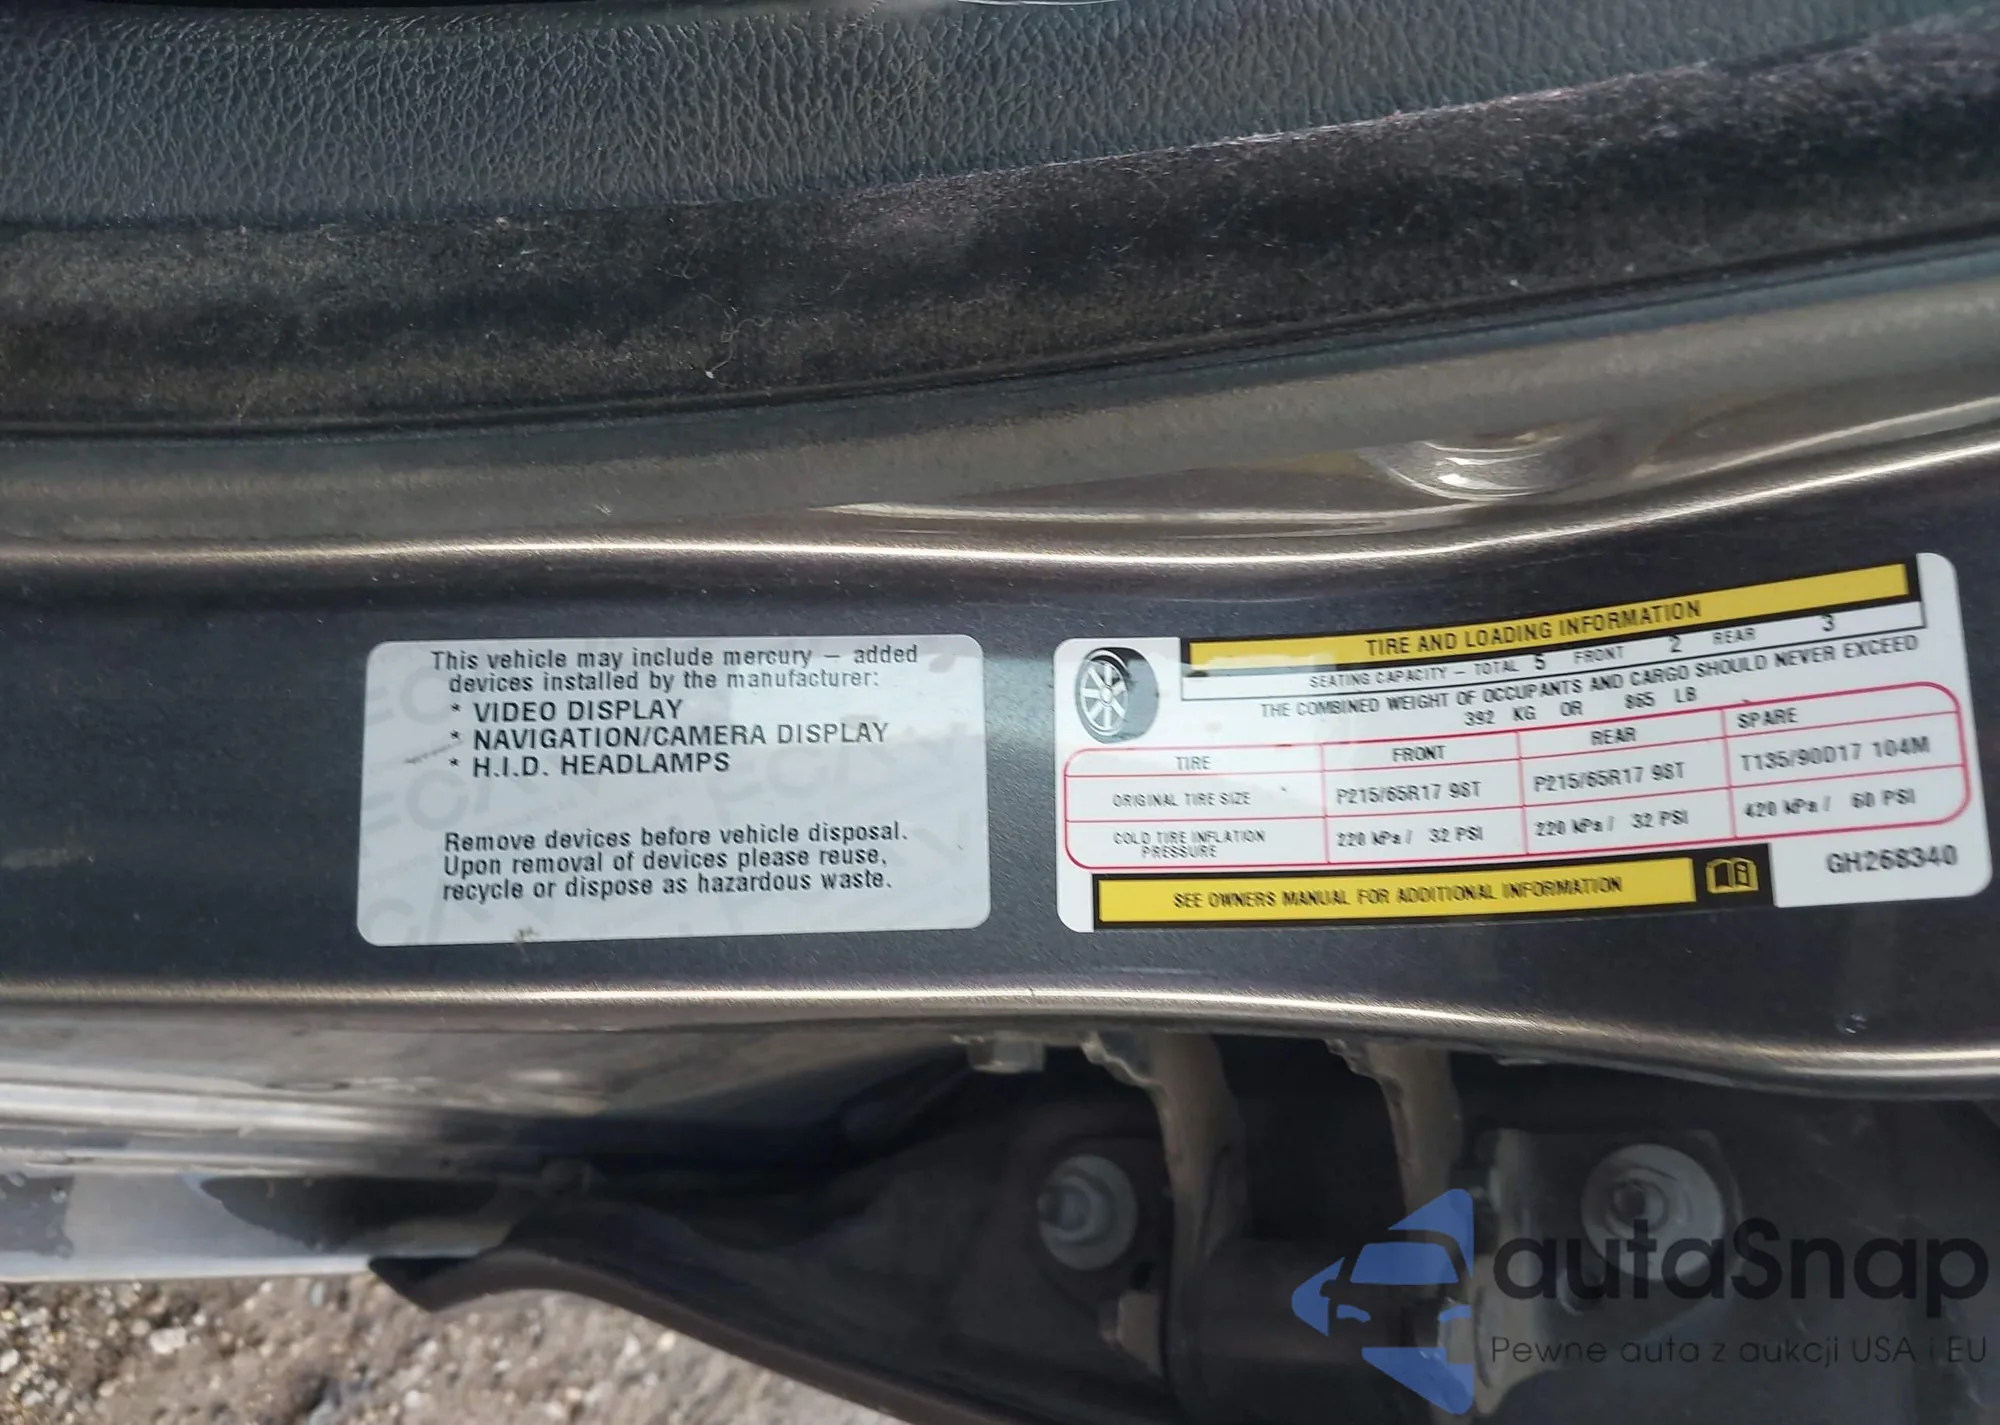 This vehicle may include mercury – added
devices installed by the manufacturer:
* VIDEO DISPLAY
* NAVIGATION/CAMERA DISPLAY
* H.I.D. HEADLAMPS
Remove devices before vehicle disposal.
Upon removal of devices please reuse,
recycle or dispose as hazardous waste.
TIRE AND LOADING INFORMATION
SEATING CAPACITY – TOTAL 5 FRONT 2 REAR 3
THE COMBINED WEIGHT OF OCCUPANTS AND CARGO SHOULD NEVER EXCEED
392 KG OR 865 LB
TIRE FRONT REAR SPARE
ORIGINAL TIRE SIZE P215/65R17 98T P215/65R17 98T T135/90D17 104M
COLD TIRE INFLATION
PRESSURE 220 kPa / 32 PSI 220 kPa / 32 PSI 420 kPa / 60 PSI
SEE OWNERS MANUAL FOR ADDITIONAL INFORMATION
GH268340
autaSnap
Pewne auta z aukcji USA i EU